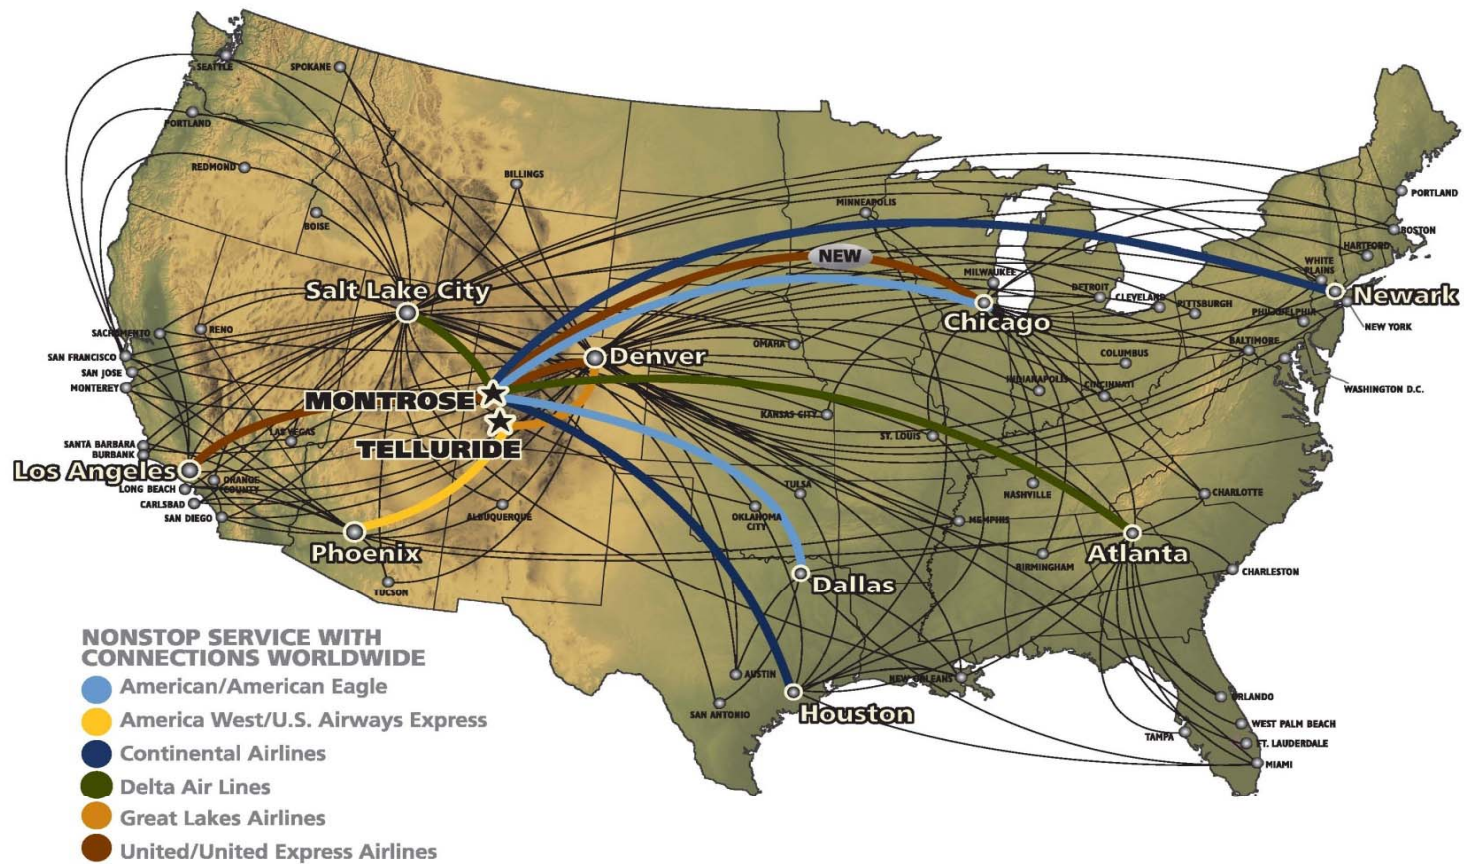 SEATTLE
SPOKANE
PORTLAND
REDMOND
BILLINGS
BOISE
MINNEAPOLIS
PORTLAND
BOSTON
HARTFORD
WHITE
PLAINS
NEW
MILWAUKEE
DETROIT
CLEVELAND
PITTSBURGH
Newark
PHILADELPHIA
NEW YORK
Salt Lake City
Chicago
SACRAMENTO
RENO
SAN FRANCISCO
SAN JOSE
MONTEREY
Denver
OMAHA
COLUMBUS
BALTIMORE
INDIANAPOLIS
CINCINNATI
WASHINGTON D.C.
MONTROSE
KANSAS CITY
ST. LOUIS
LAS VEGAS
TELLURIDE
SANTA BARBARA
BURBANK
Los Angeles
ORANGE
COUNTY
LONG BEACH
CARLSBAD
SAN DIEGO
ALBUQUERQUE
TULSA
OKLAHOMA
CITY
NASHVILLE
CHARLOTTE
MEMPHIS
Phoenix
Atlanta
BIRMINGHAM
CHARLESTON
TUCSON
Dallas
AUSTIN
SAN ANTONIO
NEW ORLEANS
Houston
ORLANDO
TAMPA
WEST PALM BEACH
FT. LAUDERDALE
MIAMI
NONSTOP SERVICE WITH
CONNECTIONS WORLDWIDE
American/American Eagle
America West/U.S. Airways Express
Continental Airlines
Delta Air Lines
Great Lakes Airlines
United/United Express Airlines